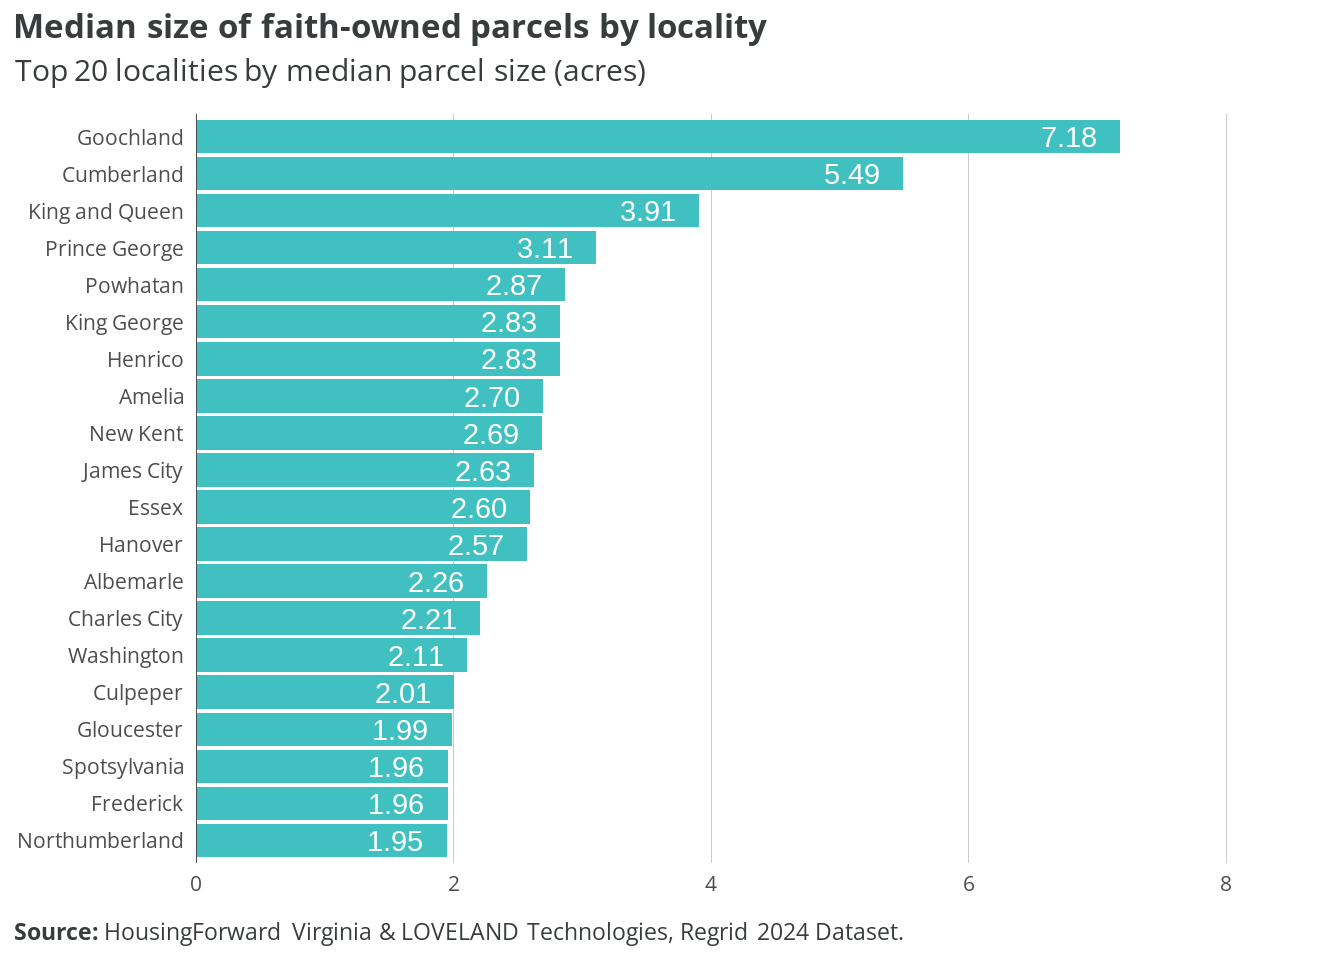 Median size of faith-owned parcels by locality
Top 20 localities by median parcel size (acres)
Goochland 7.18
Cumberland 5.49
King and Queen 3.91
Prince George 3.11
Powhatan 2.87
King George 2.83
Henrico 2.83
Amelia 2.70
New Kent 2.69
James City 2.63
Essex 2.60
Hanover 2.57
Albemarle 2.26
Charles City 2.21
Washington 2.11
Culpeper 2.01
Gloucester 1.99
Spotsylvania 1.96
Frederick 1.96
Northumberland 1.95
0 2 4 6 8
Source: HousingForward Virginia & LOVELAND Technologies, Regrid 2024 Dataset.